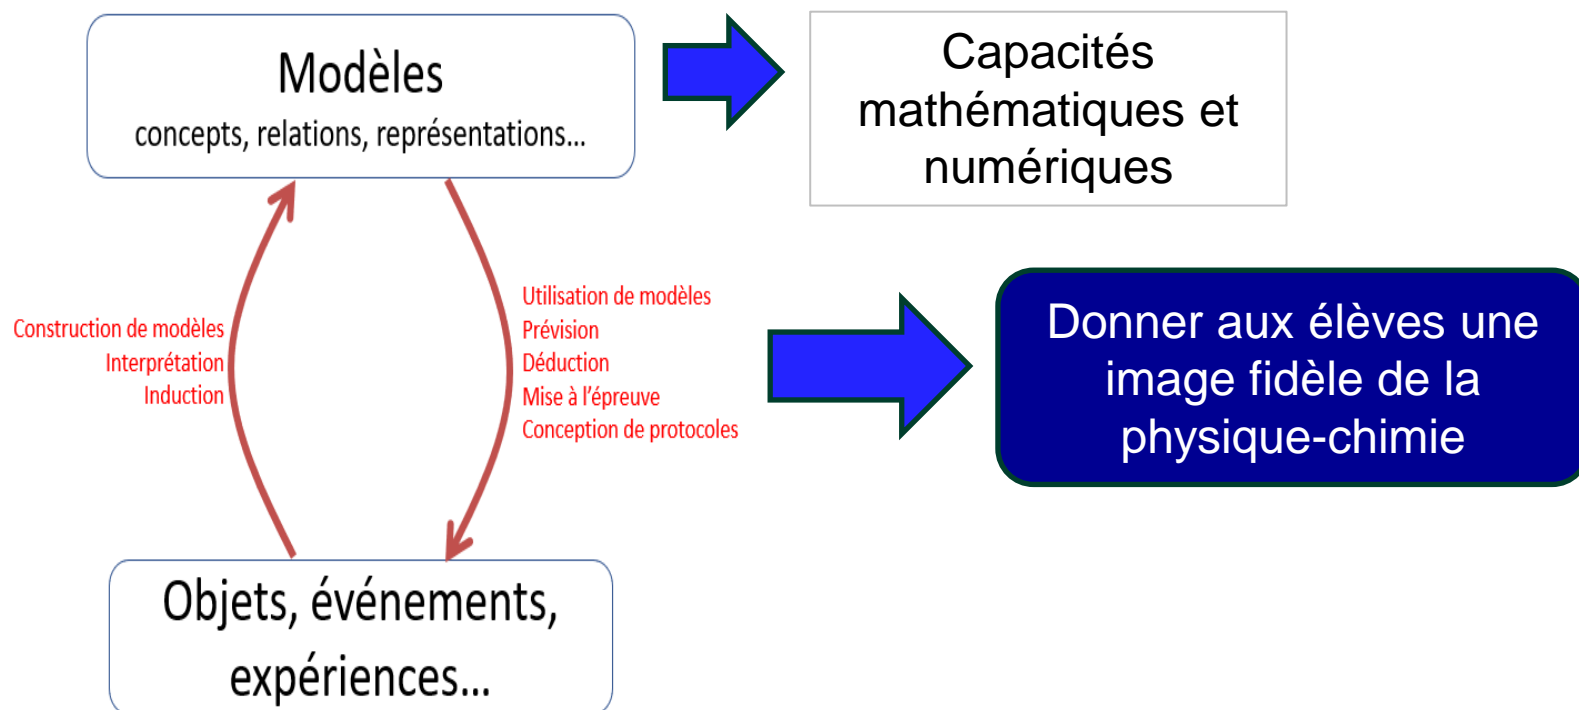 Modèles
concepts, relations, représentations...
Capacités
mathématiques et
numériques
Construction de modèles
Interprétation
Induction
Utilisation de modèles
Prévision
Déduction
Mise à l'épreuve
Conception de protocoles
Donner aux élèves une
image fidèle de la
physique-chimie
Objets, événements,
expériences...